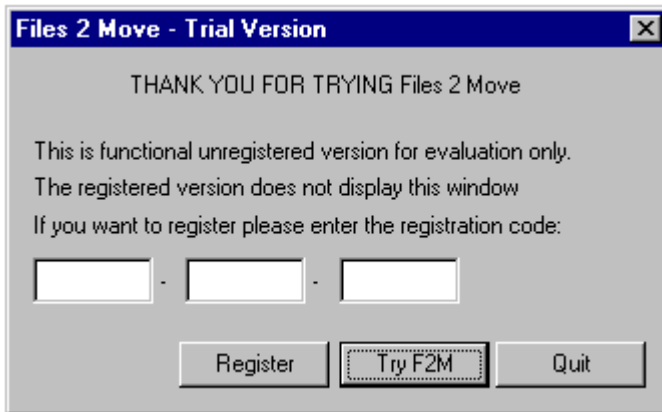 Files 2 Move - Trial Version
THANK YOU FOR TRYING Files 2 Move
This is functional unregistered version for evaluation only.
The registered version does not display this window
If you want to register please enter the registration code:
- -
Register Try F2M Quit